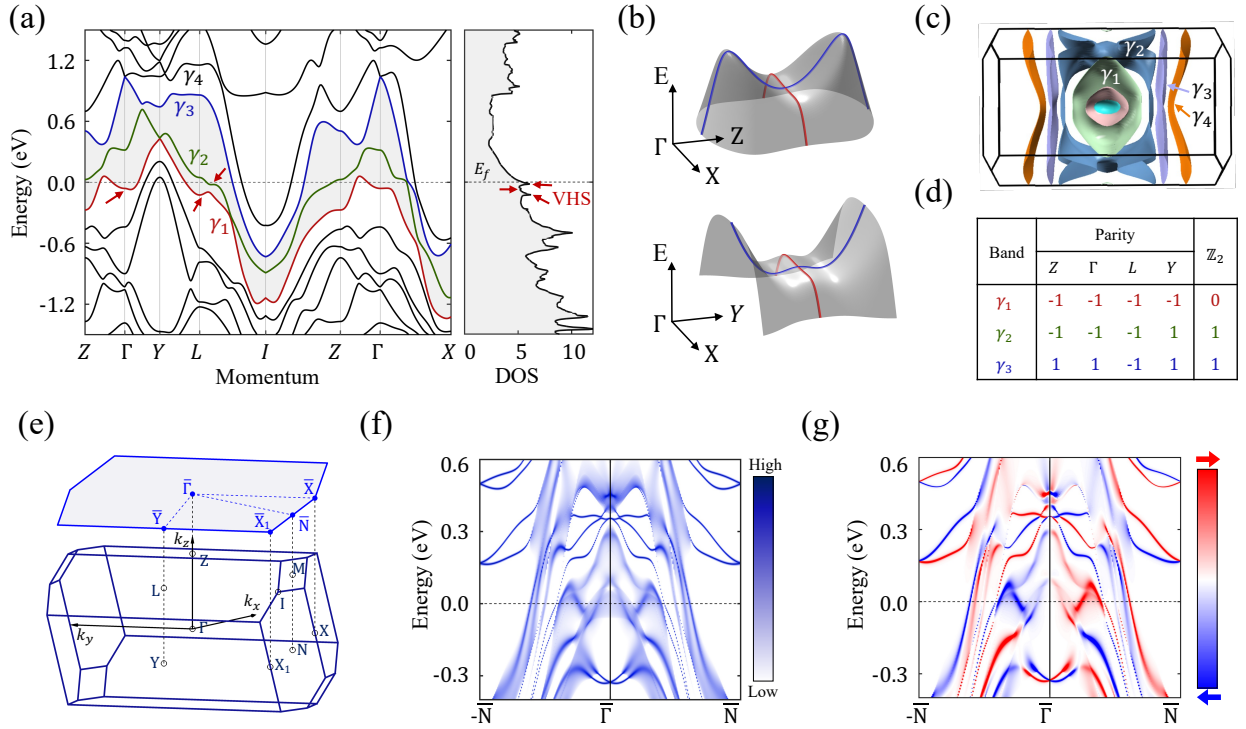 (a)
1.2
0.6
0.0
-0.6
-1.2
Energy (eV)
γ4
γ3
γ2
γ1
Z Γ Y L I Z Γ X
Momentum
Ef
VHS
0 5 10
DOS
(b)
E
Γ
Z
X
E
Γ
Y
X
(c)
γ2
γ1
γ3
γ4
(d)
Band Parity ℤ2
Z Γ L Y
γ1 -1 -1 -1 -1 0
γ2 -1 -1 -1 1 1
γ3 1 1 -1 1 1
(e)
Γ̅ X̅
Y̅ X̅1 N̅
kz
Z
M
L
I
kx
ky
Γ
X
Y
N
X1
(f)
0.6
0.3
0.0
-0.3
Energy (eV)
-N̅ Γ̅ N̅
High
Low
(g)
0.6
0.3
0.0
-0.3
Energy (eV)
-N̅ Γ̅ N̅